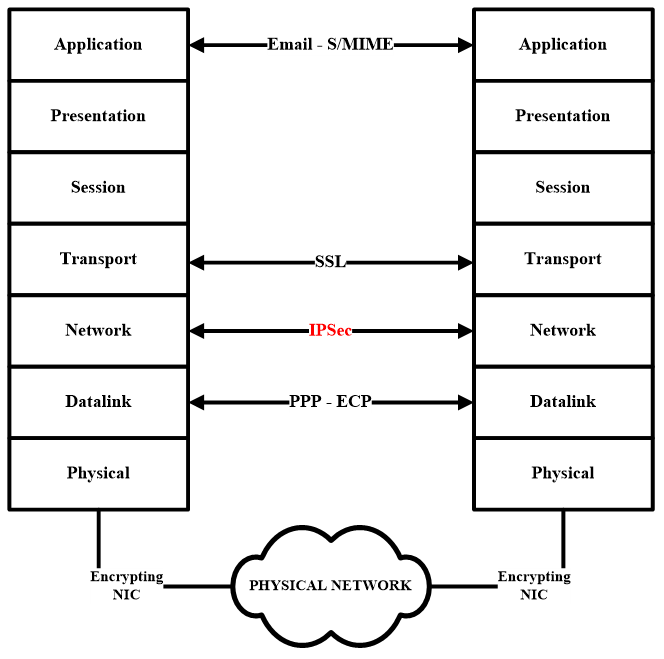 Application
Email - S/MIME
Application
Presentation
Presentation
Session
Session
Transport
SSL
Transport
Network
IPSec
Network
Datalink
PPP - ECP
Datalink
Physical
Physical
Encrypting
NIC
PHYSICAL NETWORK
Encrypting
NIC